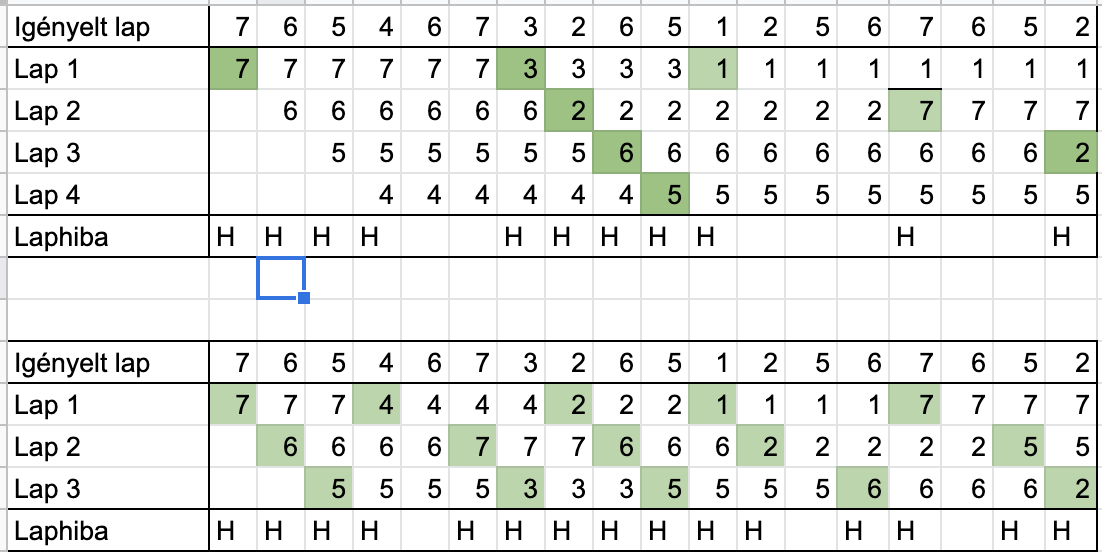 Igényelt lap 7 6 5 4 6 7 3 2 6 5 1 2 5 6 7 6 5 2
Lap 1 7 7 7 7 7 7 3 3 3 3 1 1 1 1 1 1 1 1
Lap 2 6 6 6 6 6 6 2 2 2 2 2 2 2 7 7 7 7
Lap 3 5 5 5 5 5 5 6 6 6 6 6 6 6 6 6 2
Lap 4 4 4 4 4 4 4 5 5 5 5 5 5 5 5 5
Laphiba H H H H H H H H H H H
Igényelt lap 7 6 5 4 6 7 3 2 6 5 1 2 5 6 7 6 5 2
Lap 1 7 7 7 4 4 4 4 2 2 2 1 1 1 1 7 7 7 7
Lap 2 6 6 6 6 7 7 7 6 6 6 2 2 2 2 2 5 5
Lap 3 5 5 5 5 3 3 3 5 5 5 5 6 6 6 6 2
Laphiba H H H H H H H H H H H H H H H